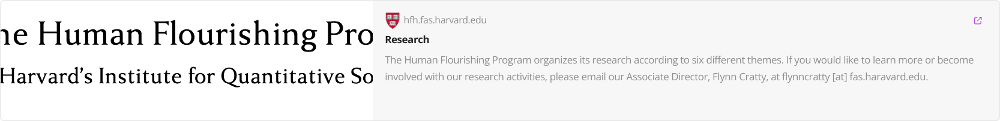 ne Human Flourishing Pro
Harvard's Institute for Quantitative So
hfh.fas.harvard.edu
Research
The Human Flourishing Program organizes its research according to six different themes. If you would like to learn more or become
involved with our research activities, please email our Associate Director, Flynn Cratty, at flynncratty [at] fas.haravard.edu.